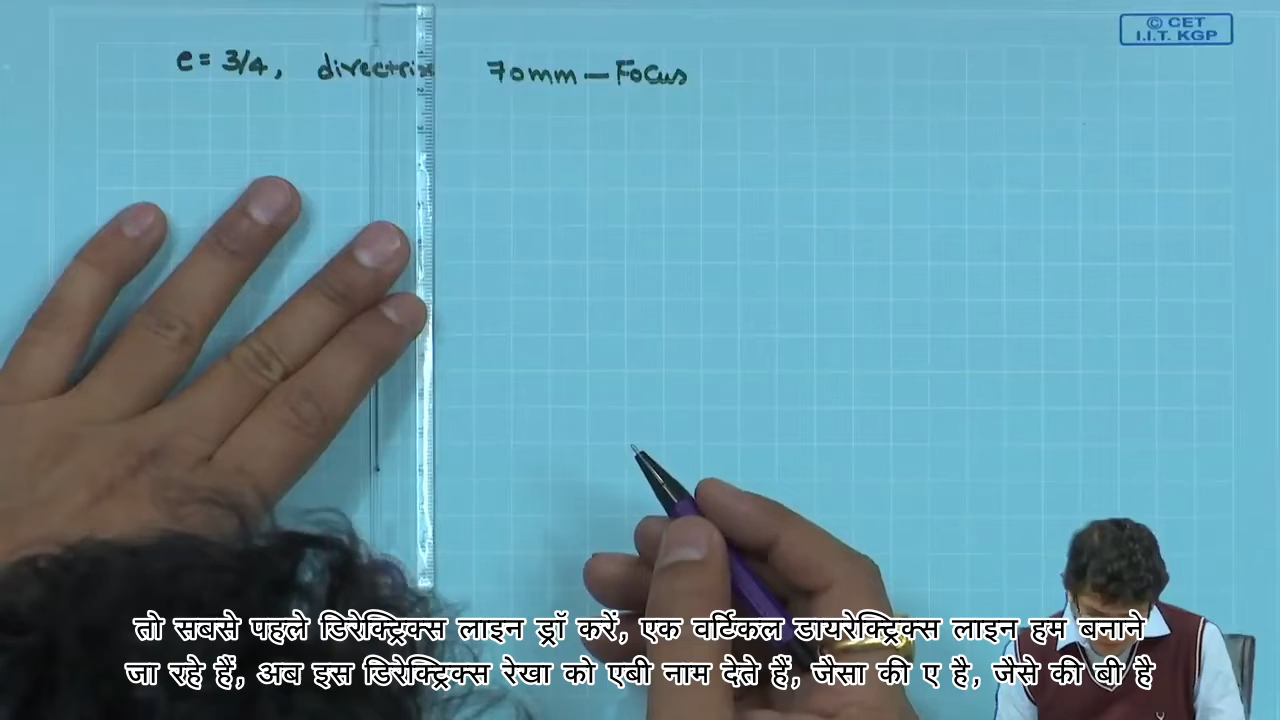 © CET
I.I.T. KGP
e = 3/4, directrix 70mm — Focus
तो सबसे पहले डिरेक्ट्रिक्स लाइन ड्रॉ करें, एक वर्टिकल डायरेक्ट्रिक्स लाइन हम बनाने
जा रहे हैं, अब इस डिरेक्ट्रिक्स रेखा को एबी नाम देते हैं, जैसा की ए है, जैसे की बी है